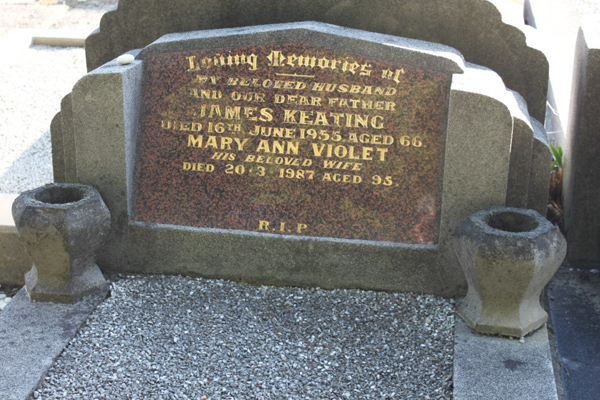 Loving Memories of
MY BELOVED HUSBAND
AND OUR DEAR FATHER
JAMES KEATING
DIED 16TH JUNE 1955. AGED 66.
MARY ANN VIOLET
HIS BELOVED WIFE
DIED 20.3.1987 AGED 95.
R.I.P